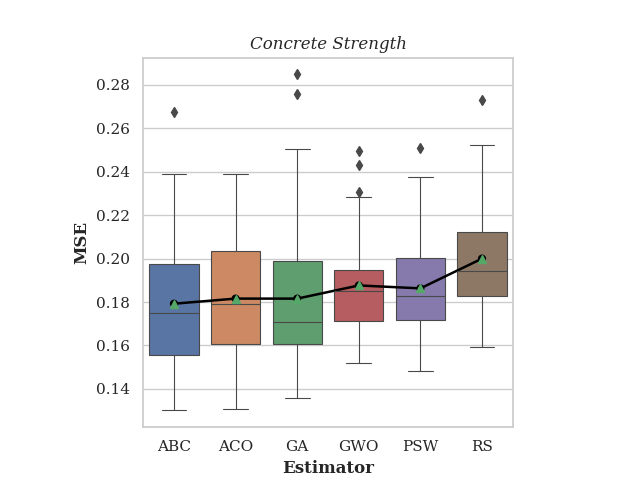 Concrete Strength
MSE
0.28
0.26
0.24
0.22
0.20
0.18
0.16
0.14
ABC ACO GA GWO PSW RS
Estimator